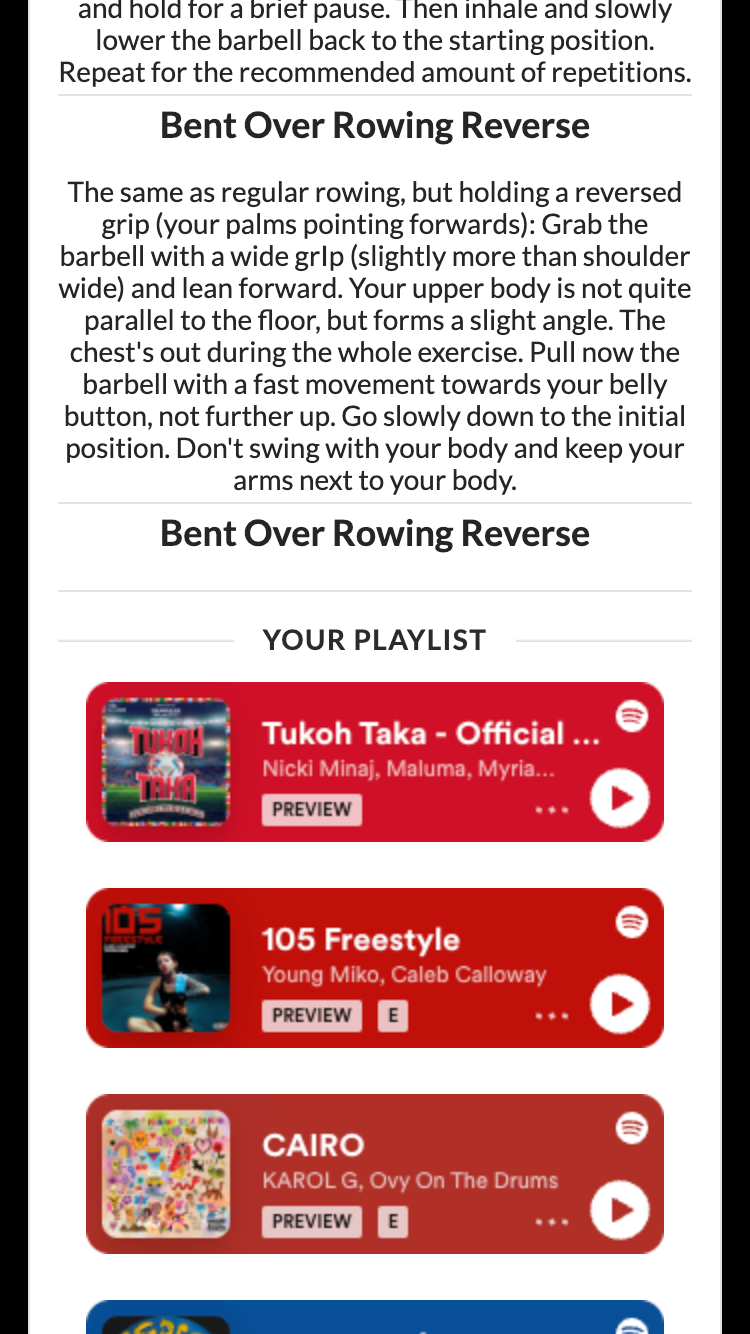 and hold for a brief pause. Then inhale and slowly
lower the barbell back to the starting position.
Repeat for the recommended amount of repetitions.
Bent Over Rowing Reverse
The same as regular rowing, but holding a reversed
grip (your palms pointing forwards): Grab the
barbell with a wide grIp (slightly more than shoulder
wide) and lean forward. Your upper body is not quite
parallel to the floor, but forms a slight angle. The
chest's out during the whole exercise. Pull now the
barbell with a fast movement towards your belly
button, not further up. Go slowly down to the initial
position. Don't swing with your body and keep your
arms next to your body.
Bent Over Rowing Reverse
YOUR PLAYLIST
TUKOH
TAKA
Tukoh Taka - Official ...
Nicki Minaj, Maluma, Myria...
PREVIEW
105
FREESTYLE
105 Freestyle
Young Miko, Caleb Calloway
PREVIEW E
CAIRO
KAROL G, Ovy On The Drums
PREVIEW E